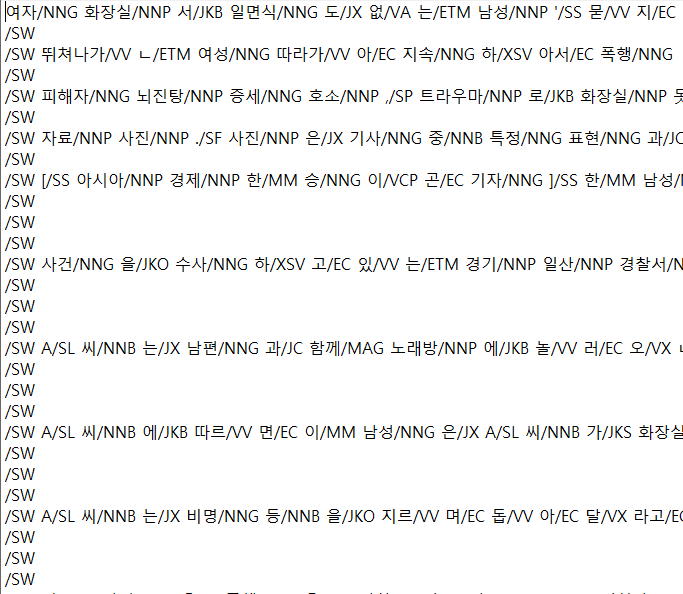 여자/NNG 화장실/NNP 서/JKB 일면식/NNG 도/JX 없/VA 는/ETM 남성/NNP '/SS 묻/VV 지/EC
/SW
/SW 뛰쳐나가/VV ㄴ/ETM 여성/NNG 따라가/VV 아/EC 지속/NNG 하/XSV 아서/EC 폭행/NNG
/SW
/SW 피해자/NNG 뇌진탕/NNP 증세/NNG 호소/NNP ,/SP 트라우마/NNP 로/JKB 화장실/NNP
/SW
/SW 자료/NNP 사진/NNP ./SF 사진/NNP 은/JX 기사/NNG 중/NNB 특정/NNG 표현/NNG 과/JC
/SW
/SW [/SS 아시아/NNP 경제/NNP 한/MM 승/NNG 이/VCP 곤/EC 기자/NNG ]/SS 한/MM 남성/
/SW
/SW
/SW
/SW 사건/NNG 을/JKO 수사/NNG 하/XSV 고/EC 있/VV 는/ETM 경기/NNP 일산/NNP 경찰서/
/SW
/SW
/SW
/SW A/SL 씨/NNB 는/JX 남편/NNG 과/JC 함께/MAG 노래방/NNP 에/JKB 놀/VV 러/EC 오/VX
/SW
/SW
/SW
/SW A/SL 씨/NNB 에/JKB 따르/VV 면/EC 이/MM 남성/NNG 은/JX A/SL 씨/NNB 가/JKS 화장실
/SW
/SW
/SW
/SW A/SL 씨/NNB 는/JX 비명/NNG 등/NNB 을/JKO 지르/VV 며/EC 돕/VV 아/EC 달/VX 라고/
/SW
/SW
/SW